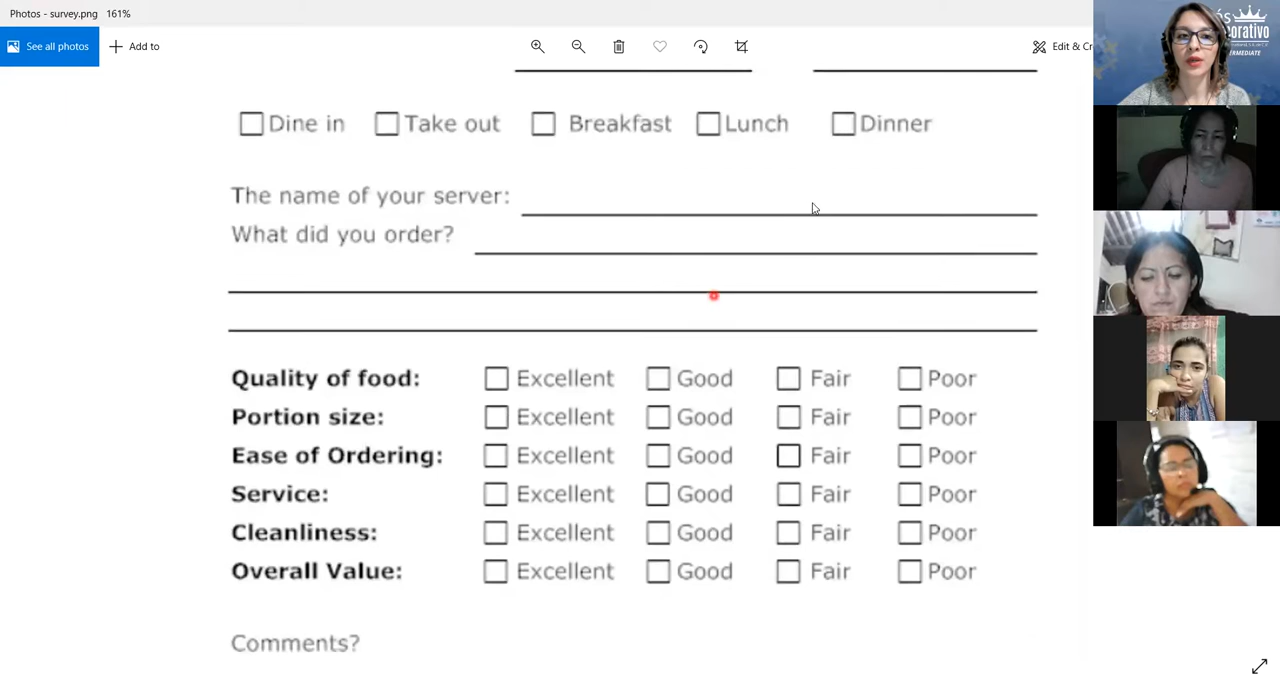 Photos - survey.png 161%
See all photos
Add to
Edit & Cr
ós
orativo
RMEDIATE
Dine in Take out Breakfast Lunch Dinner
The name of your server:
What did you order?
Quality of food: Excellent Good Fair Poor
Portion size: Excellent Good Fair Poor
Ease of Ordering: Excellent Good Fair Poor
Service: Excellent Good Fair Poor
Cleanliness: Excellent Good Fair Poor
Overall Value: Excellent Good Fair Poor
Comments?